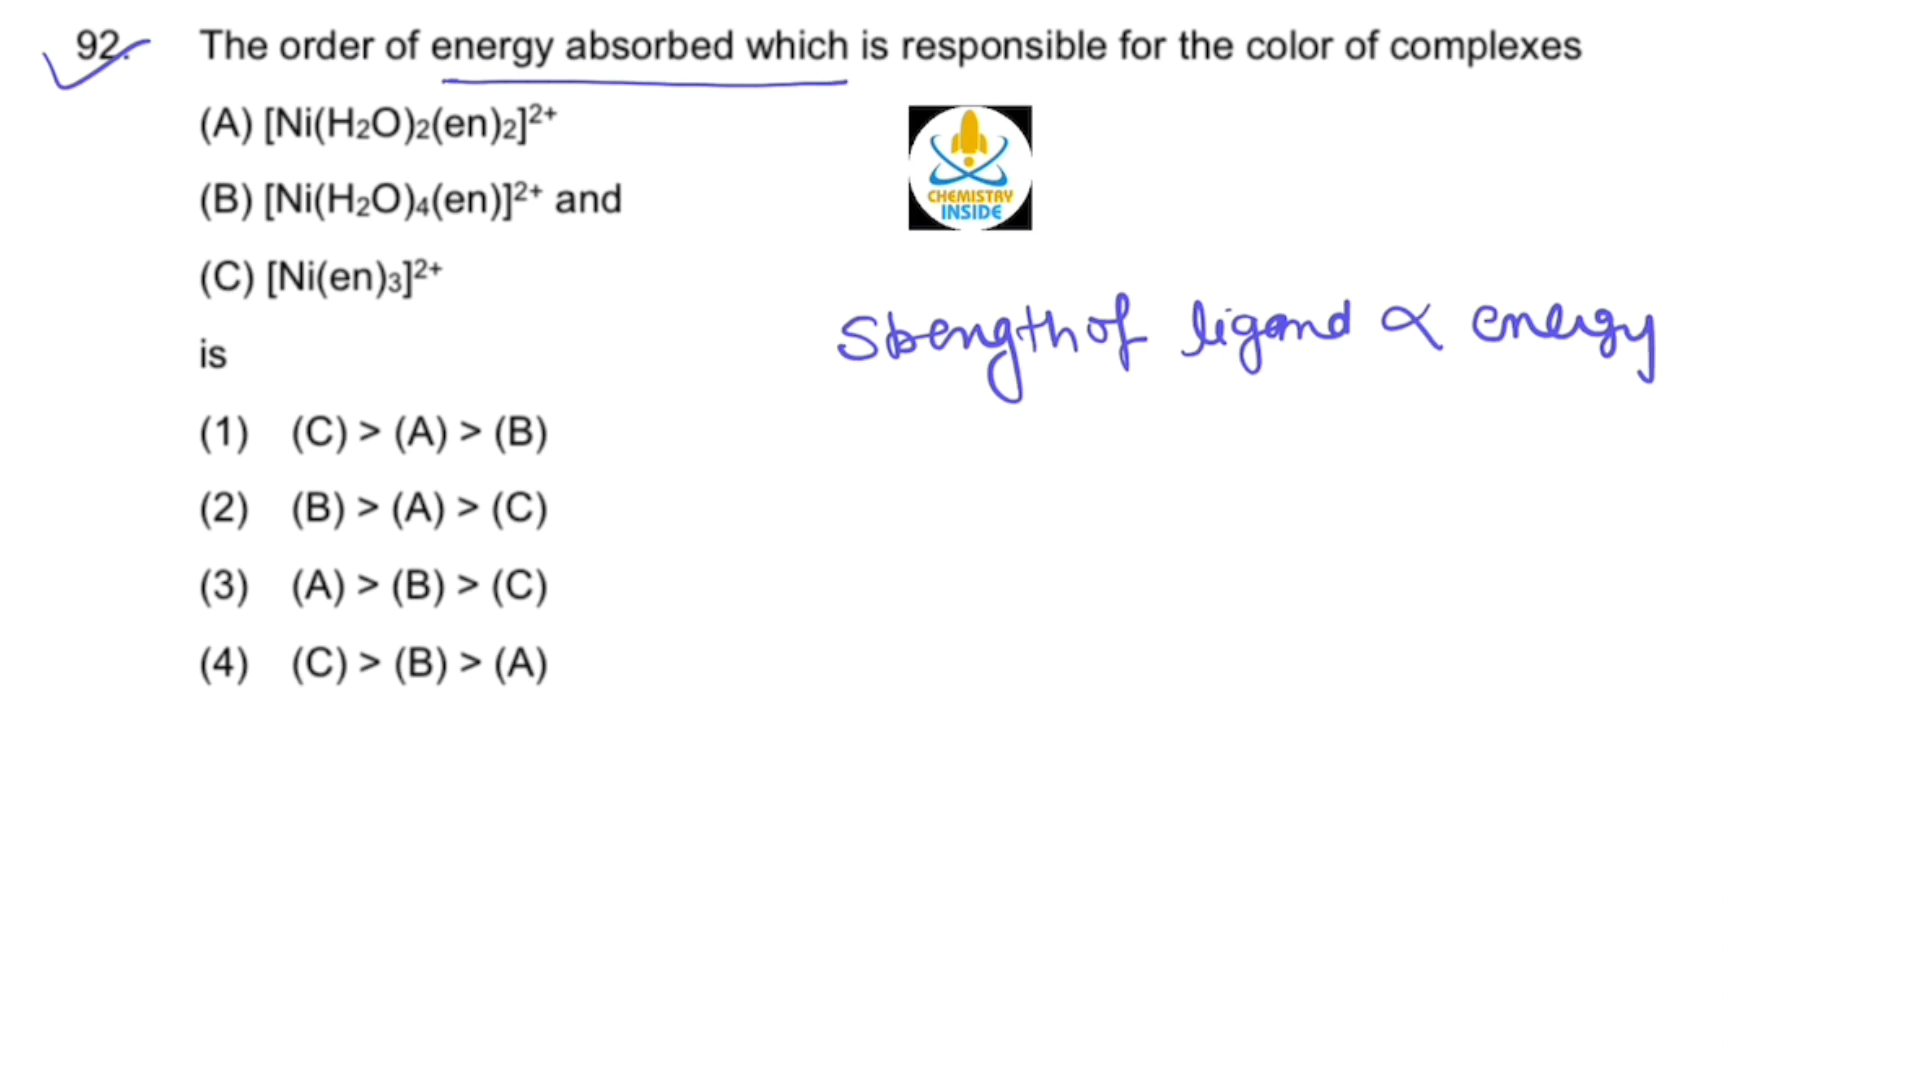 92. The order of energy absorbed which is responsible for the color of complexes
(A) [Ni(H₂O)₂(en)₂]²⁺
(B) [Ni(H₂O)₄(en)]²⁺ and
(C) [Ni(en)₃]²⁺
is
(1) (C) > (A) > (B)
(2) (B) > (A) > (C)
(3) (A) > (B) > (C)
(4) (C) > (B) > (A)
CHEMISTRY
INSIDE
Strength of ligand ∝ energy